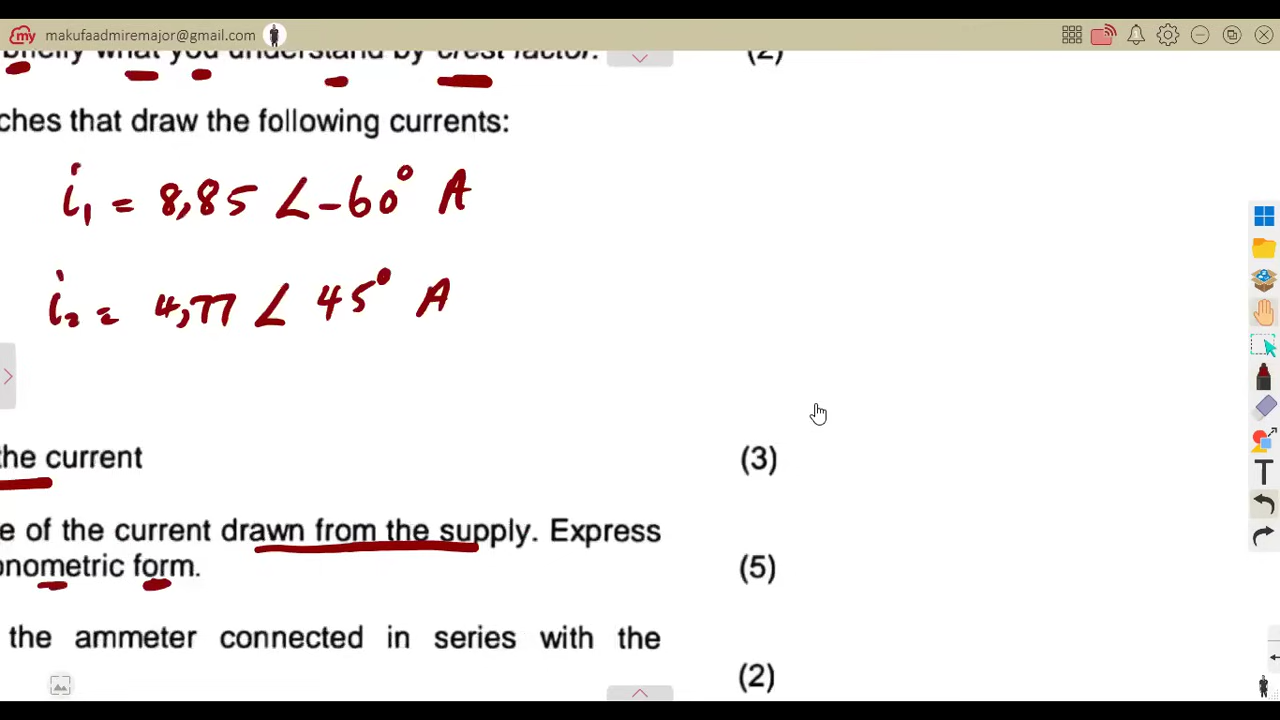 my makufaadmiremajor@gmail.com
briefly what you understand by crest factor. (2)
ches that draw the following currents:
i₁ = 8,85 ∠-60° A
i₂ = 4,77 ∠ 45° A
the current (3)
e of the current drawn from the supply. Express
onometric form. (5)
the ammeter connected in series with the
(2)
T